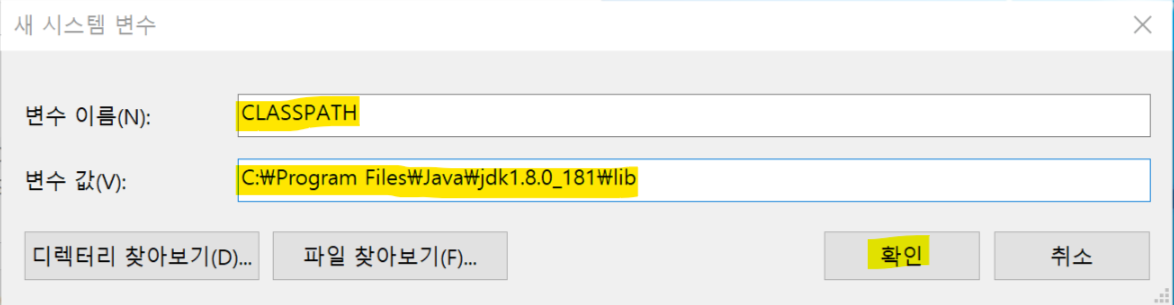 새 시스템 변수
변수 이름(N): CLASSPATH
변수 값(V): C:₩Program Files₩Java₩jdk1.8.0_181₩lib
디렉터리 찾아보기(D)... 파일 찾아보기(F)... 확인 취소